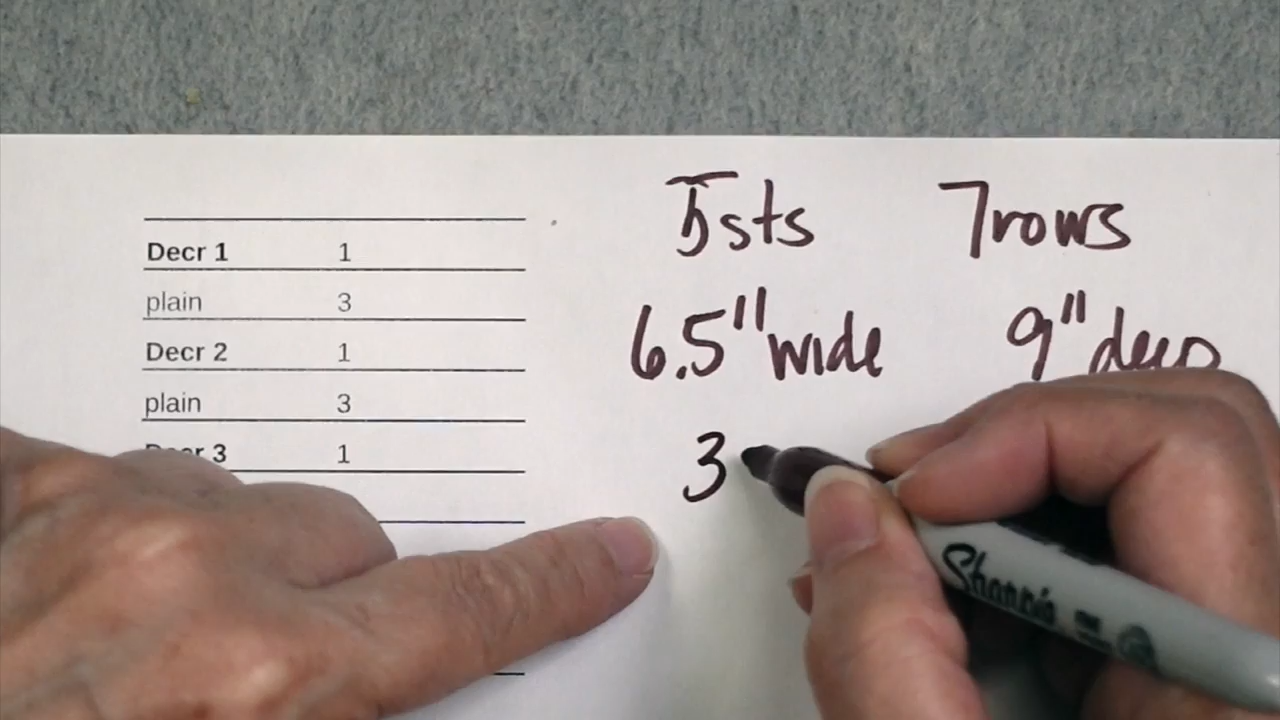 Decr 1 1
plain 3
Decr 2 1
plain 3
Decr 3 1
5sts 7rows
6.5" wide 9" deep
3
Sharpie